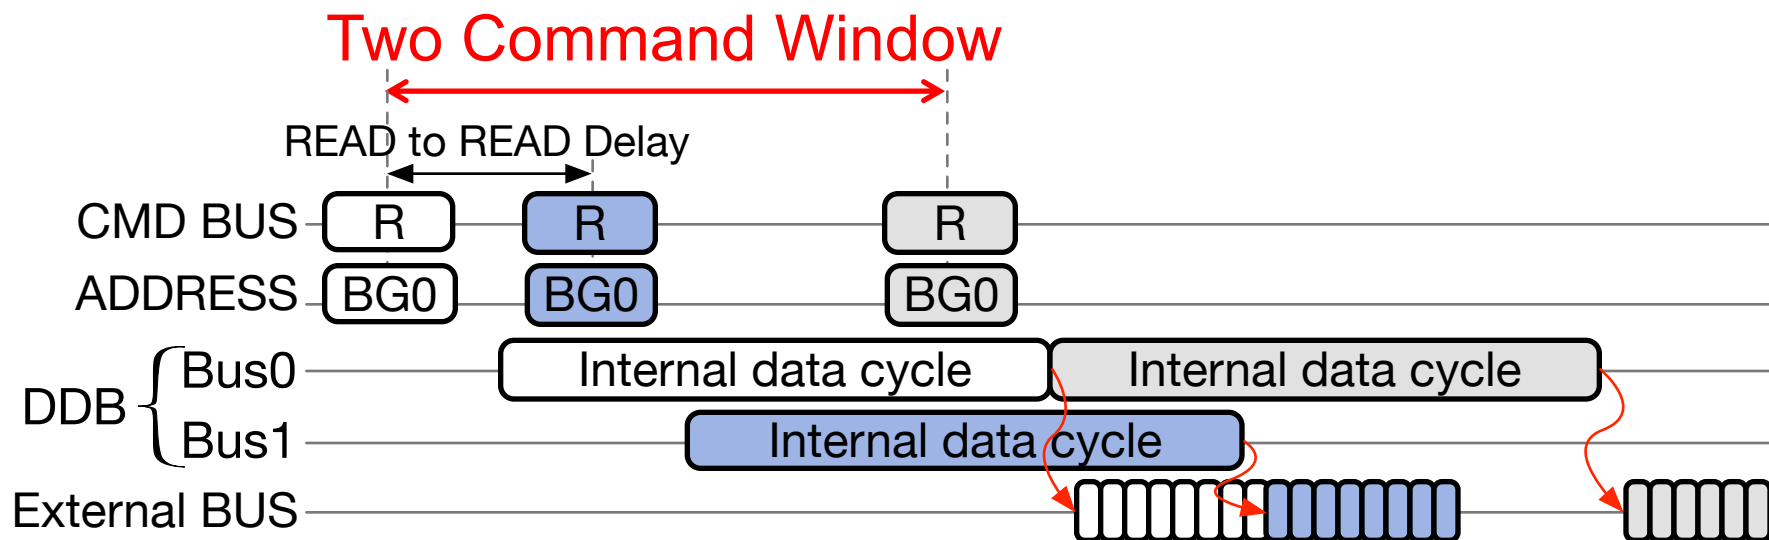 Two Command Window
READ to READ Delay
CMD BUS R R R
ADDRESS BG0 BG0 BG0
DDB
Bus0 Internal data cycle Internal data cycle
Bus1 Internal data cycle
External BUS